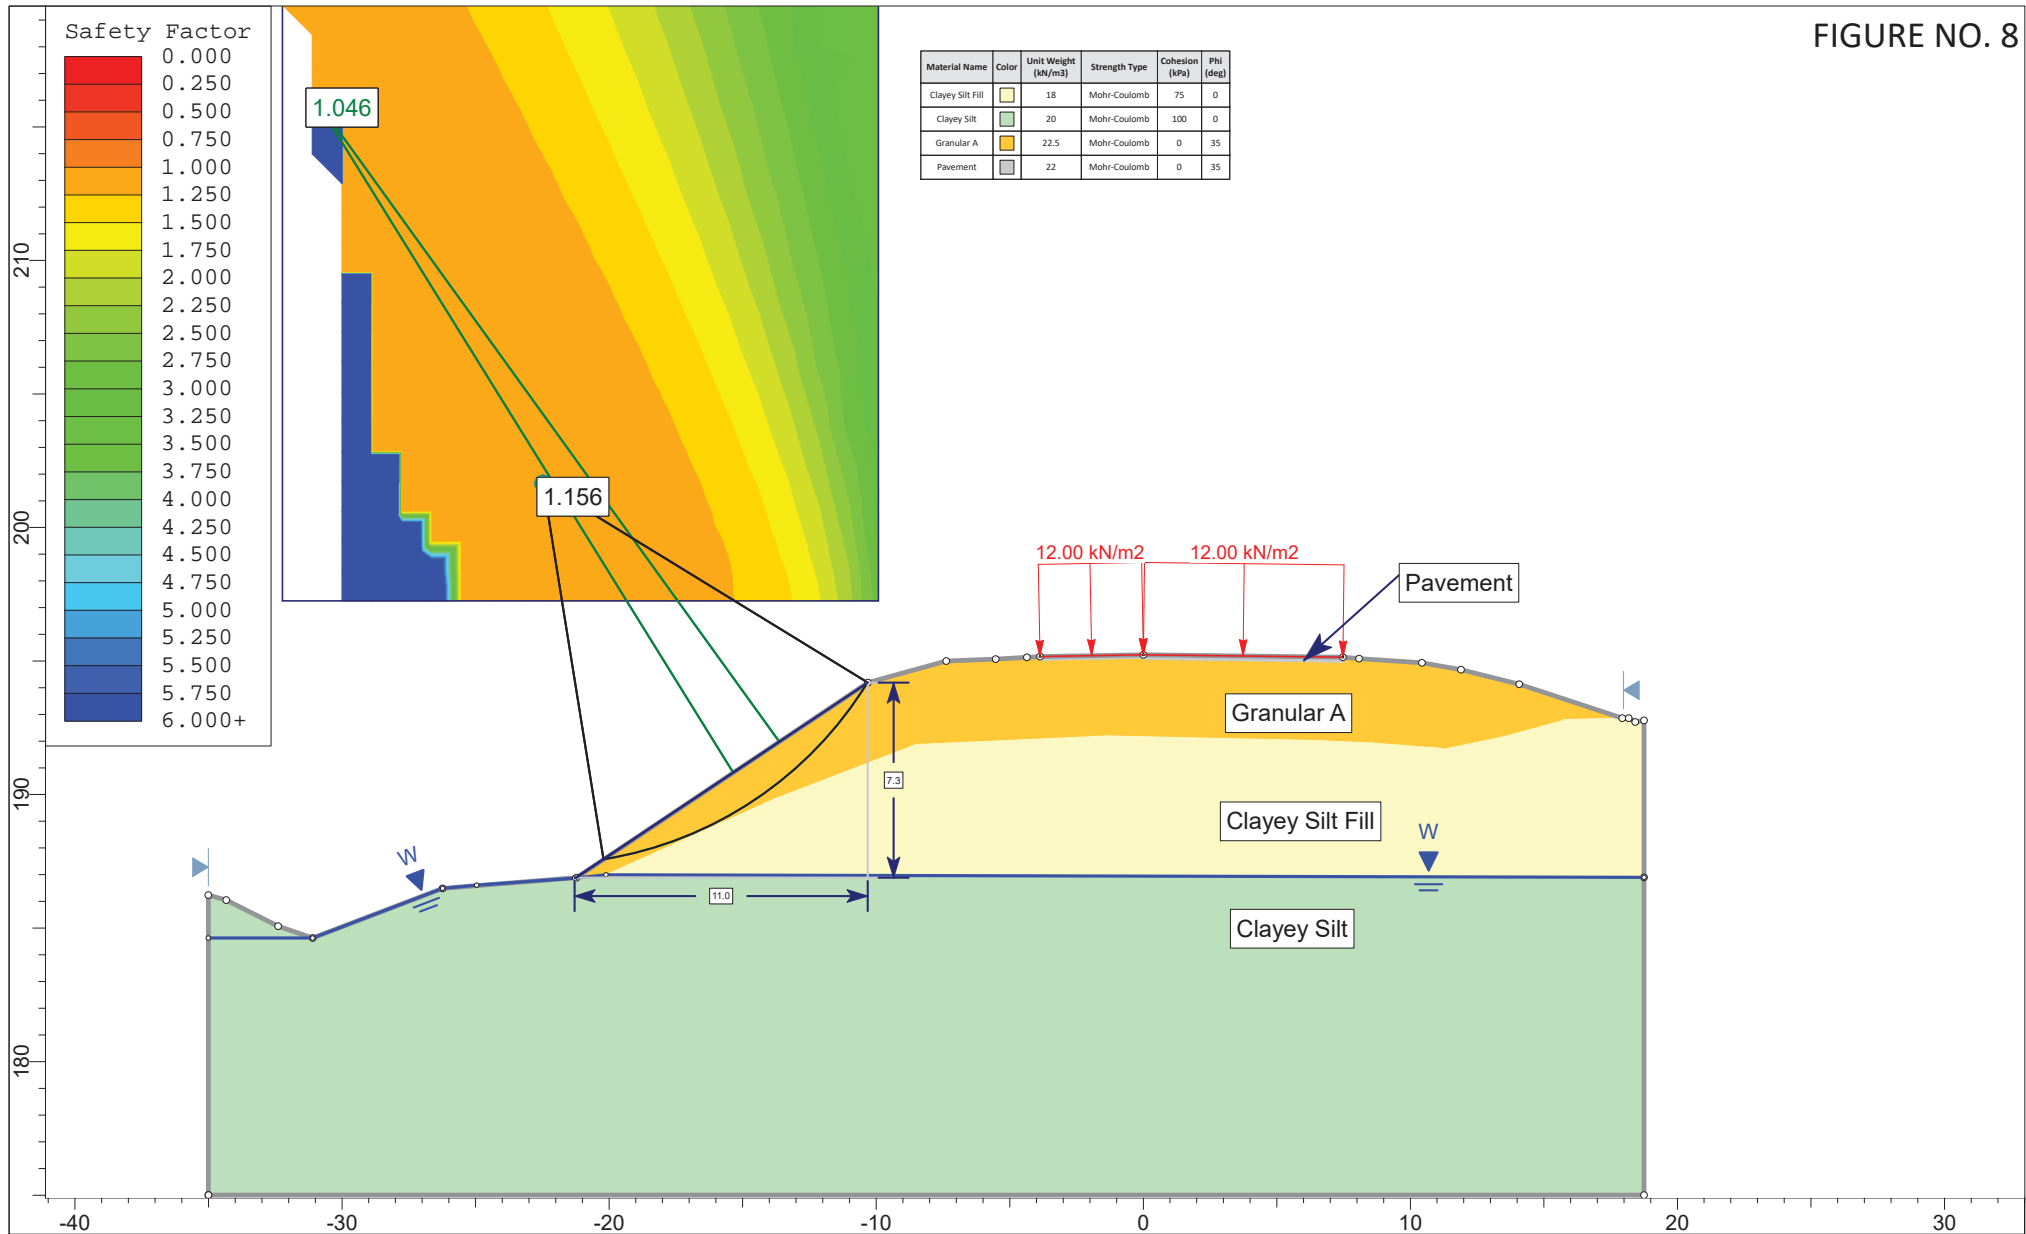 FIGURE NO. 8
Safety Factor
0.000
0.250
0.500
0.750
1.000
1.250
1.500
1.750
2.000
2.250
2.500
2.750
3.000
3.250
3.500
3.750
4.000
4.250
4.500
4.750
5.000
5.250
5.500
5.750
6.000+
1.046
1.156
Material Name Color Unit Weight (kN/m3) Strength Type Cohesion (kPa) Phi (deg)
Clayey Silt Fill 18 Mohr-Coulomb 75 0
Clayey Silt 20 Mohr-Coulomb 100 0
Granular A 22.5 Mohr-Coulomb 0 35
Pavement 22 Mohr-Coulomb 0 35
12.00 kN/m2 12.00 kN/m2
Pavement
Granular A
7.3
Clayey Silt Fill
W
W
11.0
Clayey Silt
210
200
190
180
-40 -30 -20 -10 0 10 20 30